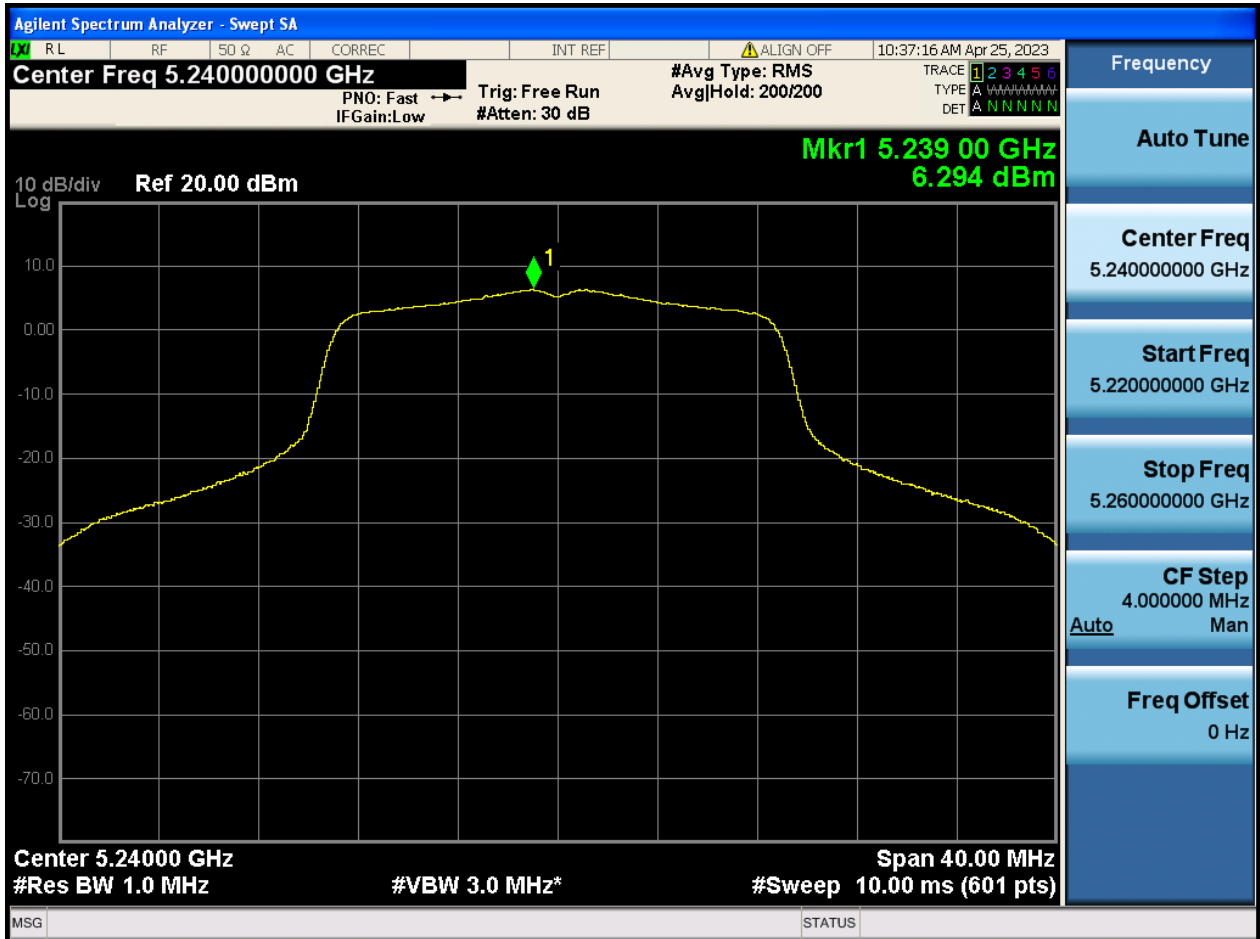 Agilent Spectrum Analyzer - Swept SA
LXI RL RF 50 Ω AC CORREC INT REF ALIGN OFF 10:37:16 AM Apr 25, 2023
Center Freq 5.240000000 GHz
PNO: Fast
IFGain:Low
Trig: Free Run
#Atten: 30 dB
#Avg Type: RMS
Avg|Hold: 200/200
TRACE 1 2 3 4 5 6
TYPE A WWWWWW
DET A N N N N N
Mkr1 5.239 00 GHz
6.294 dBm
10 dB/div Ref 20.00 dBm
Log
1
10.0
0.00
-10.0
-20.0
-30.0
-40.0
-50.0
-60.0
-70.0
Center 5.24000 GHz Span 40.00 MHz
#Res BW 1.0 MHz #VBW 3.0 MHz* #Sweep 10.00 ms (601 pts)
MSG STATUS
Frequency
Auto Tune
Center Freq
5.240000000 GHz
Start Freq
5.220000000 GHz
Stop Freq
5.260000000 GHz
CF Step
4.000000 MHz
Auto Man
Freq Offset
0 Hz